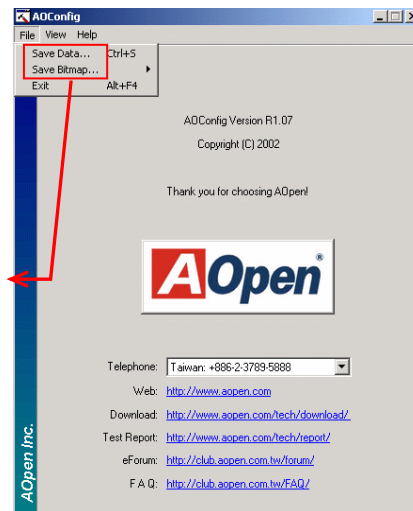 AOConfig
File View Help
Save Data... Ctrl+S
Save Bitmap...
Exit Alt+F4
AOConfig Version R1.07
Copyright (C) 2002
Thank you for choosing AOpen!
AOpen®
Telephone: Taiwan: +886-2-3789-5888
Web: http://www.aopen.com
Download: http://www.aopen.com/tech/download/
Test Report: http://www.aopen.com/tech/report/
eForum: http://club.aopen.com.tw/forum/
F A Q: http://club.aopen.com.tw/FAQ/
AOpen Inc.